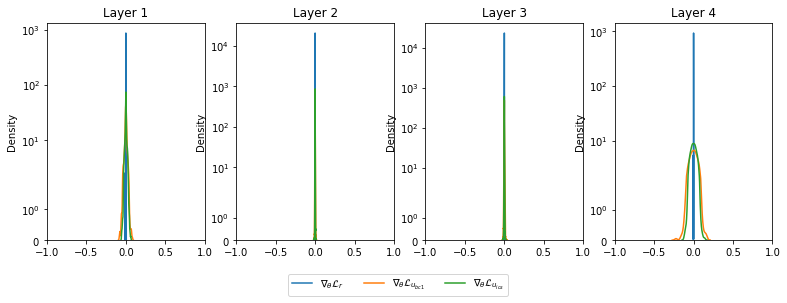 Layer 1 Layer 2 Layer 3 Layer 4
10³ 10² 10¹ 10⁰ 0
10⁴ 10³ 10² 10¹ 10⁰ 0
10⁴ 10³ 10² 10¹ 10⁰ 0
10³ 10² 10¹ 10⁰ 0
Density Density Density Density
−1.0 −0.5 0.0 0.5 1.0 −1.0 −0.5 0.0 0.5 1.0 −1.0 −0.5 0.0 0.5 1.0 −1.0 −0.5 0.0 0.5 1.0
∇θℒr ∇θℒu_bc1 ∇θℒu_ics